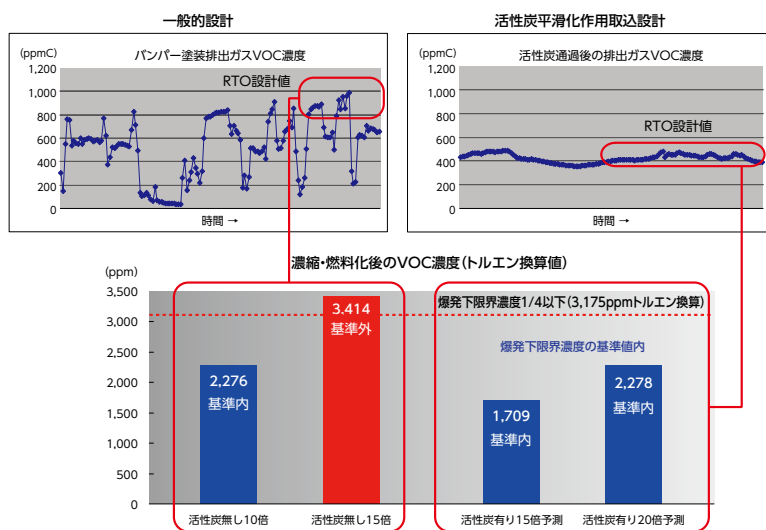 一般的設計
(ppmC)
バンパー塗装排出ガスVOC濃度
1,200
1,000
800
600
400
200
0
RTO設計値
時間 →
活性炭平滑化作用取込設計
(ppmC)
活性炭通過後の排出ガスVOC濃度
1,200
1,000
800
600
400
200
0
RTO設計値
時間 →
濃縮・燃料化後のVOC濃度(トルエン換算値)
(ppm)
3,500
3,000
2,500
2,000
1,500
1,000
500
0
爆発下限界濃度1/4以下(3,175ppmトルエン換算)
爆発下限界濃度の基準値内
2,276
基準内
3.414
基準外
1,709
基準内
2,278
基準内
活性炭無し10倍
活性炭無し15倍
活性炭有り15倍予測
活性炭有り20倍予測